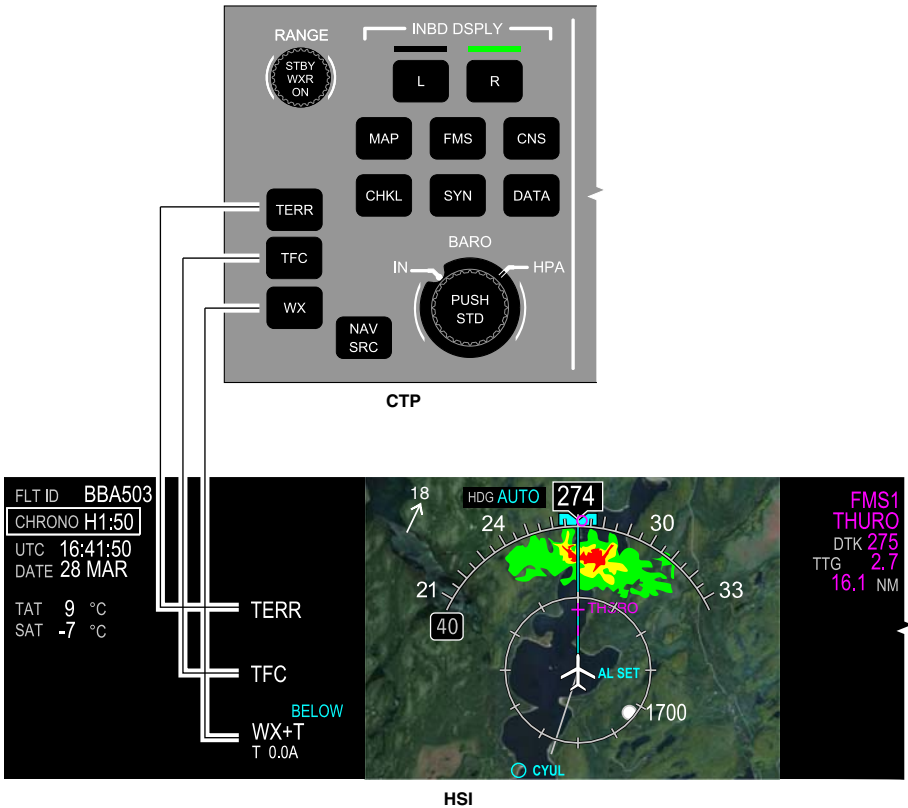 INBD DSPLY
RANGE
STBY
WXR
ON
L
R
MAP
FMS
CNS
CHKL
SYN
DATA
TERR
TFC
WX
BARO
IN
HPA
PUSH
STD
NAV
SRC
CTP
FLT ID BBA503
CHRONO H1:50
UTC 16:41:50
DATE 28 MAR
TAT 9 °C
SAT -7 °C
TERR
TFC
BELOW
WX+T
T 0.0A
18
HDG AUTO
274
24
30
21
33
40
THURO
AL SET
1700
CYUL
FMS1
THURO
DTK 275
TTG 2.7
16.1 NM
HSI